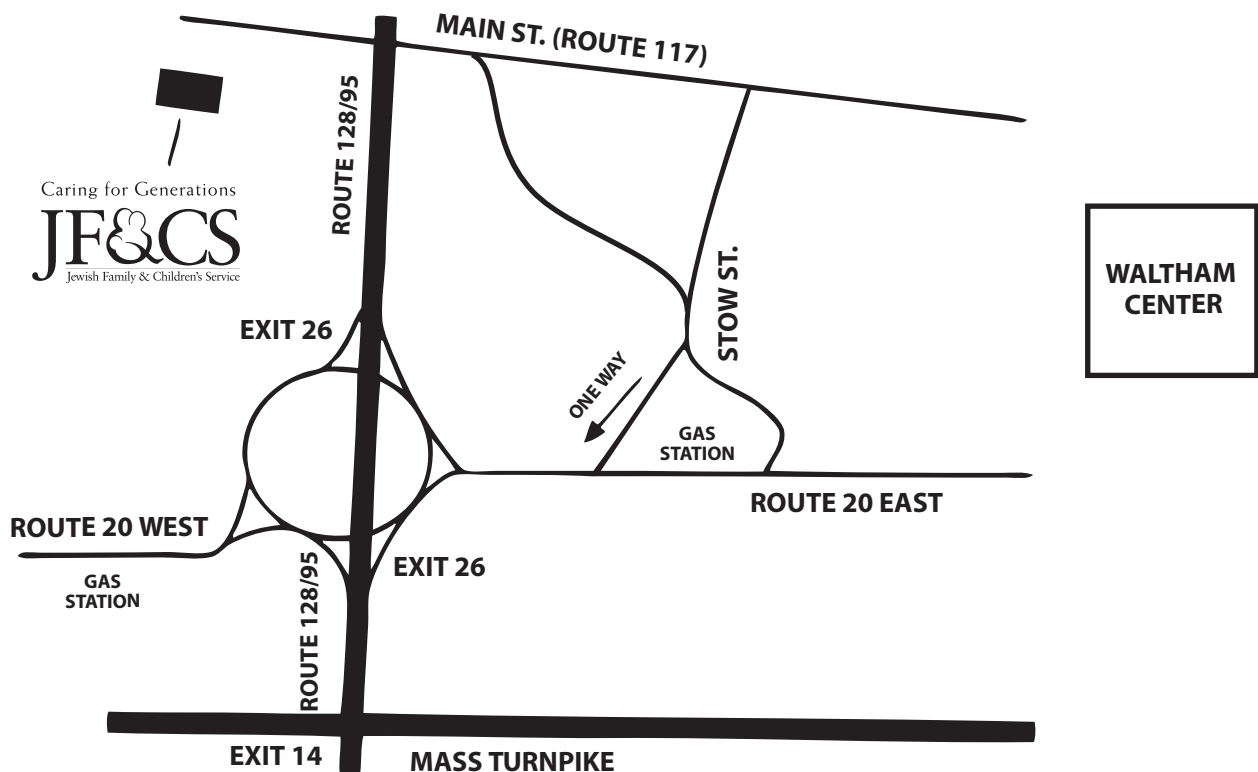 MAIN ST. (ROUTE 117)
ROUTE 128/95
Caring for Generations
JF&CS
Jewish Family & Children's Service
STOW ST.
WALTHAM
CENTER
EXIT 26
ONE WAY
GAS
STATION
ROUTE 20 EAST
ROUTE 20 WEST
EXIT 26
GAS
STATION
ROUTE 128/95
EXIT 14
MASS TURNPIKE